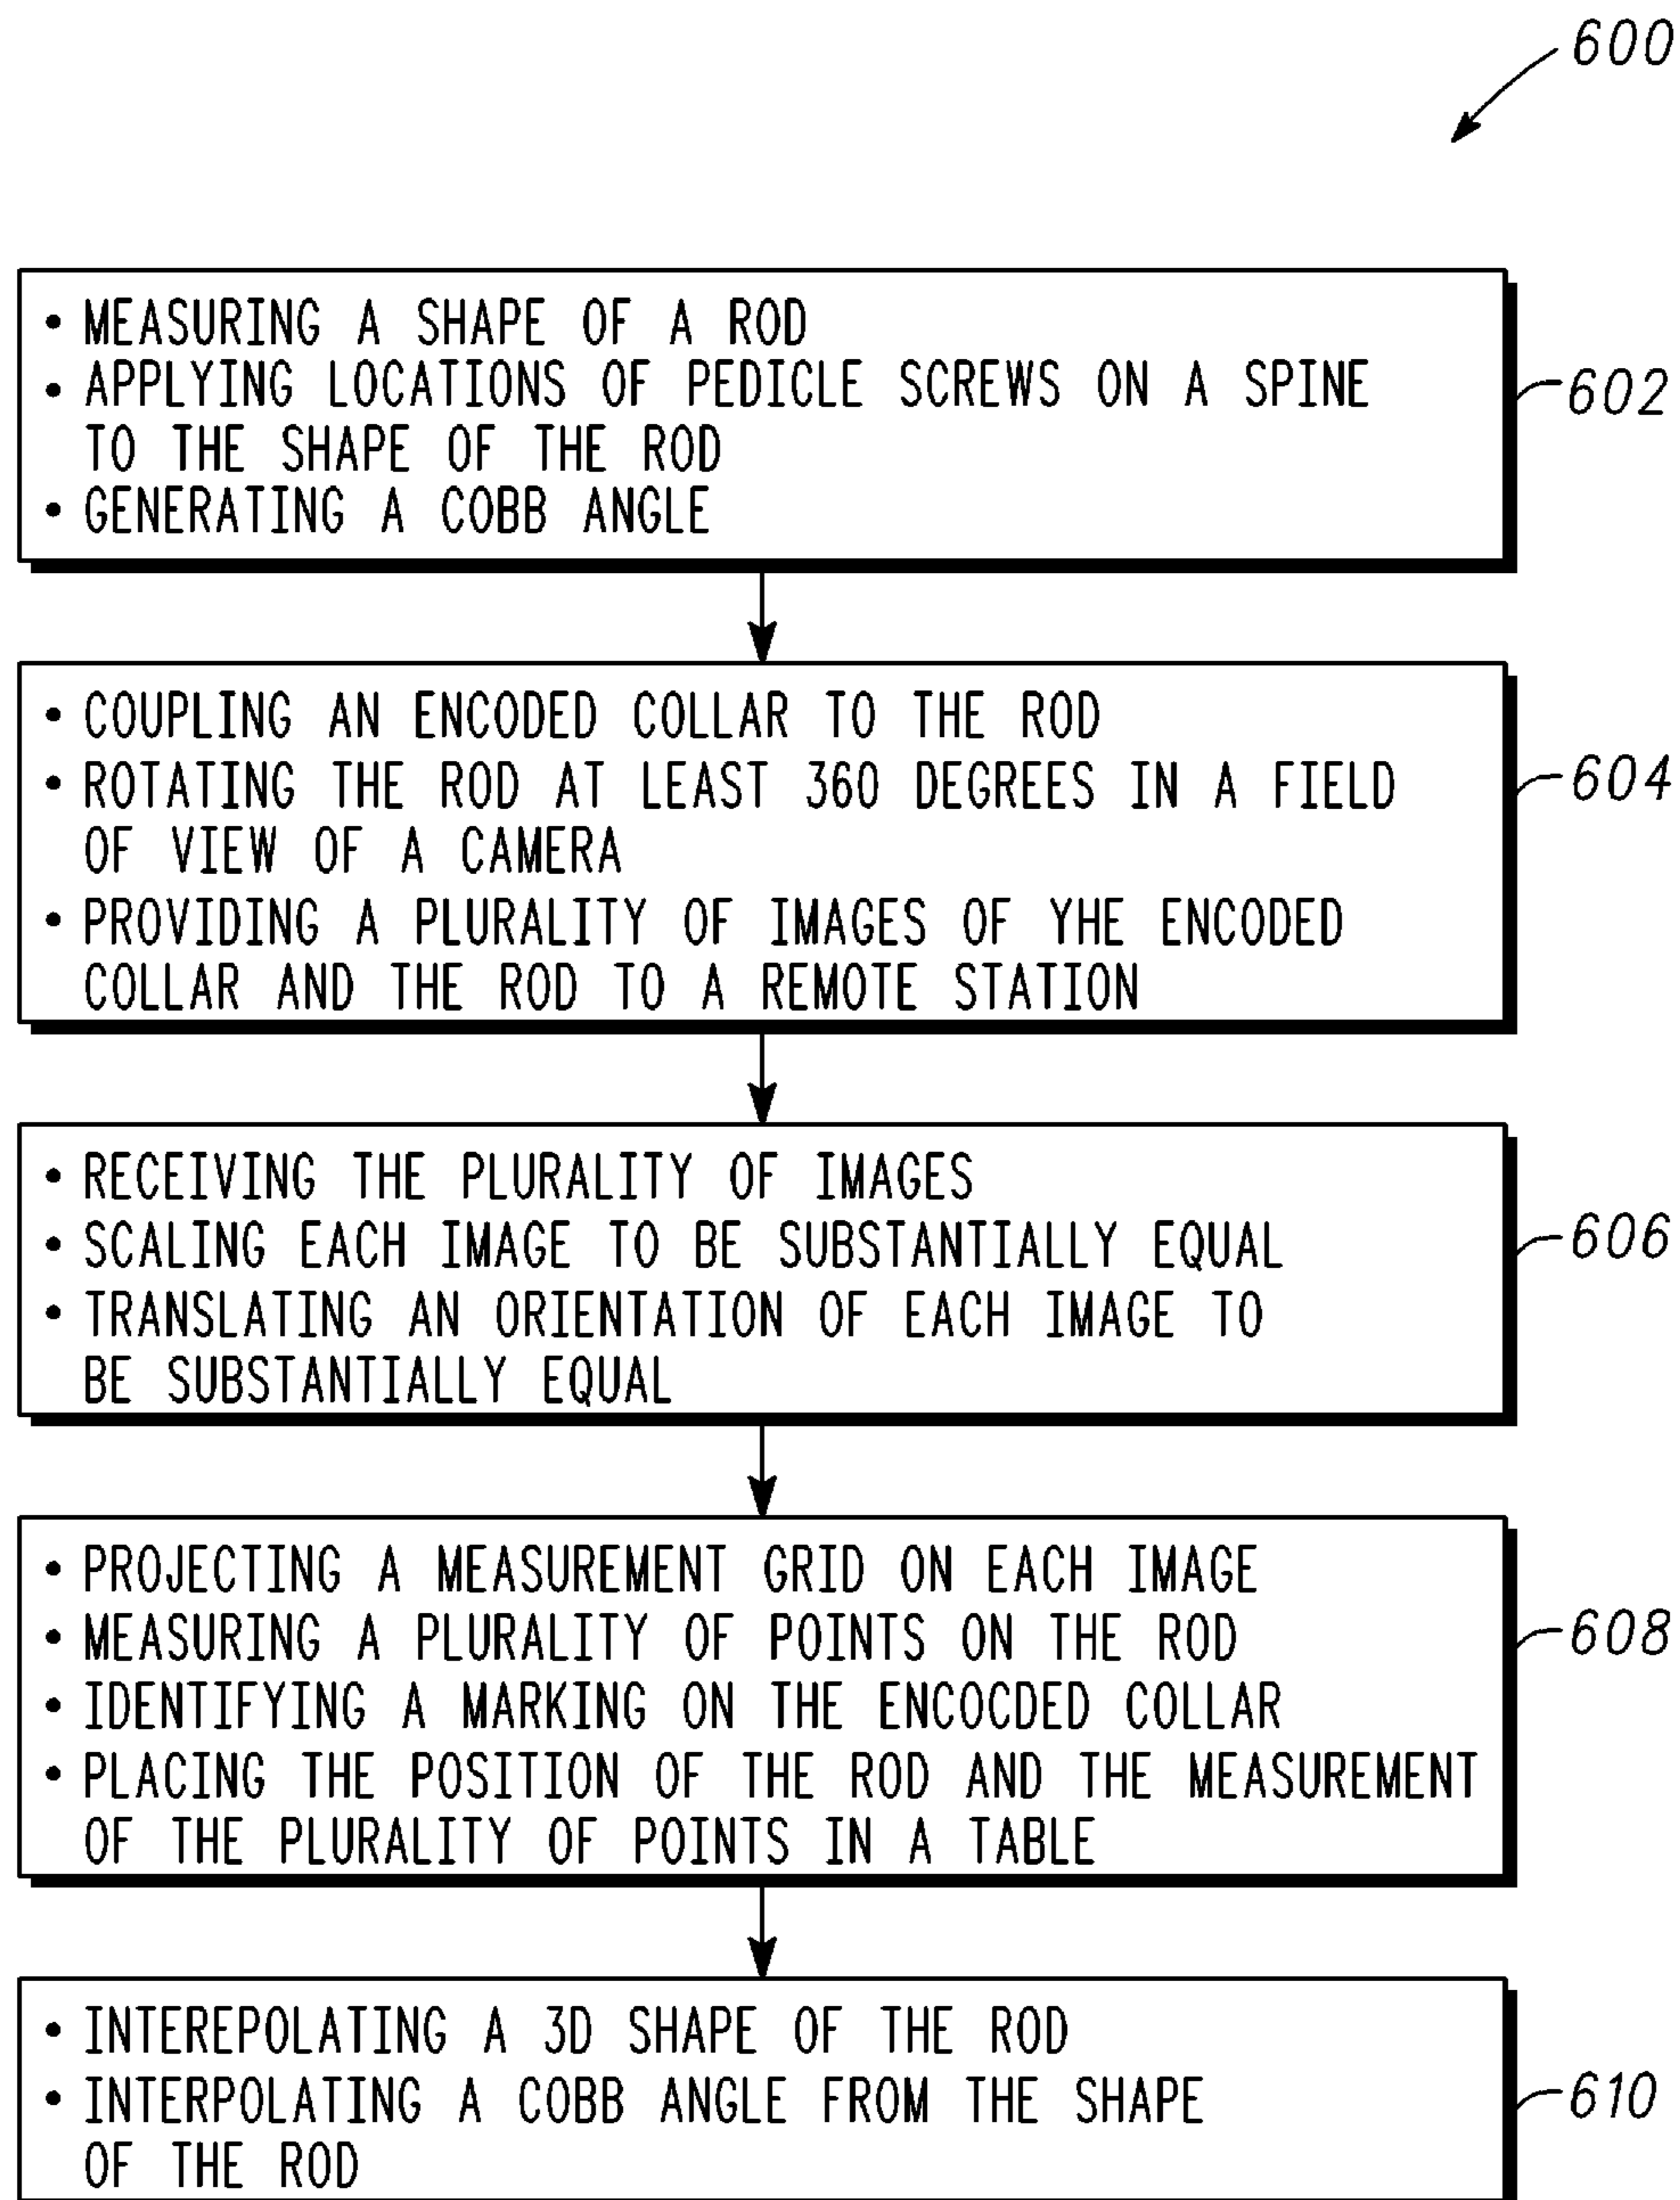 600
• MEASURING A SHAPE OF A ROD
• APPLYING LOCATIONS OF PEDICLE SCREWS ON A SPINE
TO THE SHAPE OF THE ROD
• GENERATING A COBB ANGLE
602
• COUPLING AN ENCODED COLLAR TO THE ROD
• ROTATING THE ROD AT LEAST 360 DEGREES IN A FIELD
OF VIEW OF A CAMERA
• PROVIDING A PLURALITY OF IMAGES OF YHE ENCODED
COLLAR AND THE ROD TO A REMOTE STATION
604
• RECEIVING THE PLURALITY OF IMAGES
• SCALING EACH IMAGE TO BE SUBSTANTIALLY EQUAL
• TRANSLATING AN ORIENTATION OF EACH IMAGE TO
BE SUBSTANTIALLY EQUAL
606
• PROJECTING A MEASUREMENT GRID ON EACH IMAGE
• MEASURING A PLURALITY OF POINTS ON THE ROD
• IDENTIFYING A MARKING ON THE ENCOCDED COLLAR
• PLACING THE POSITION OF THE ROD AND THE MEASUREMENT
OF THE PLURALITY OF POINTS IN A TABLE
608
• INTEREPOLATING A 3D SHAPE OF THE ROD
• INTERPOLATING A COBB ANGLE FROM THE SHAPE
OF THE ROD
610